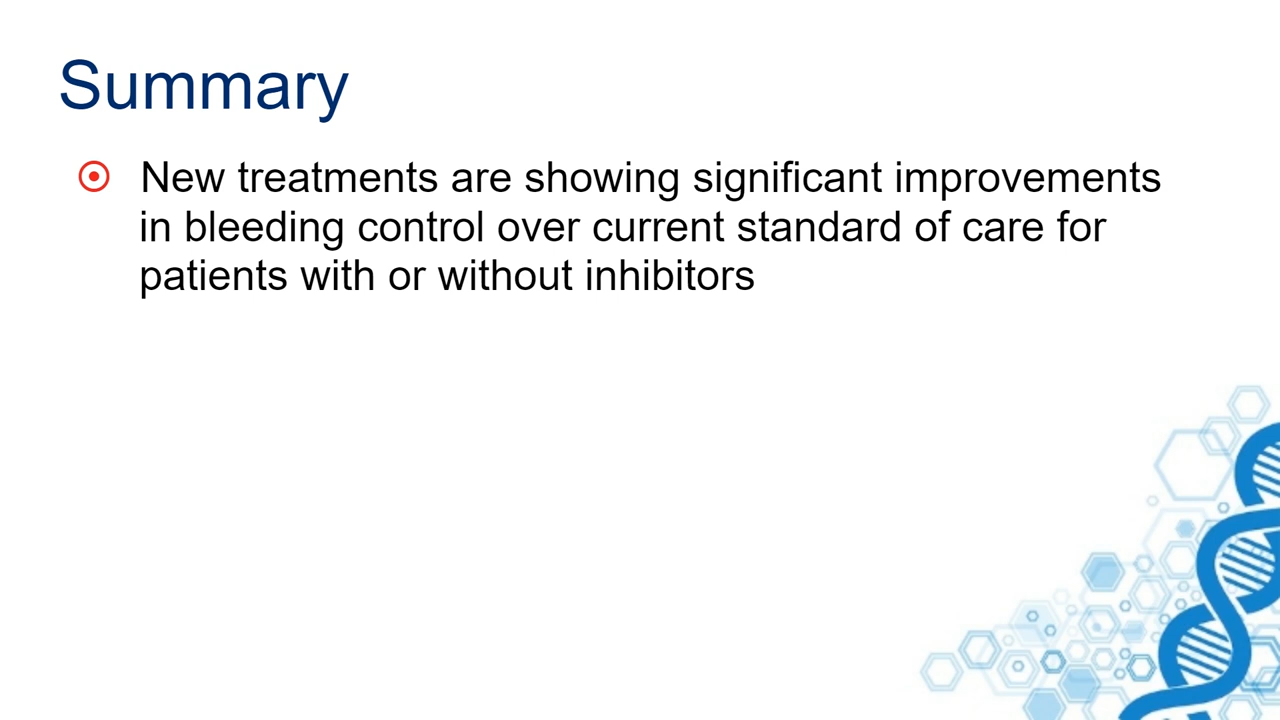 Summary
New treatments are showing significant improvements
in bleeding control over current standard of care for
patients with or without inhibitors